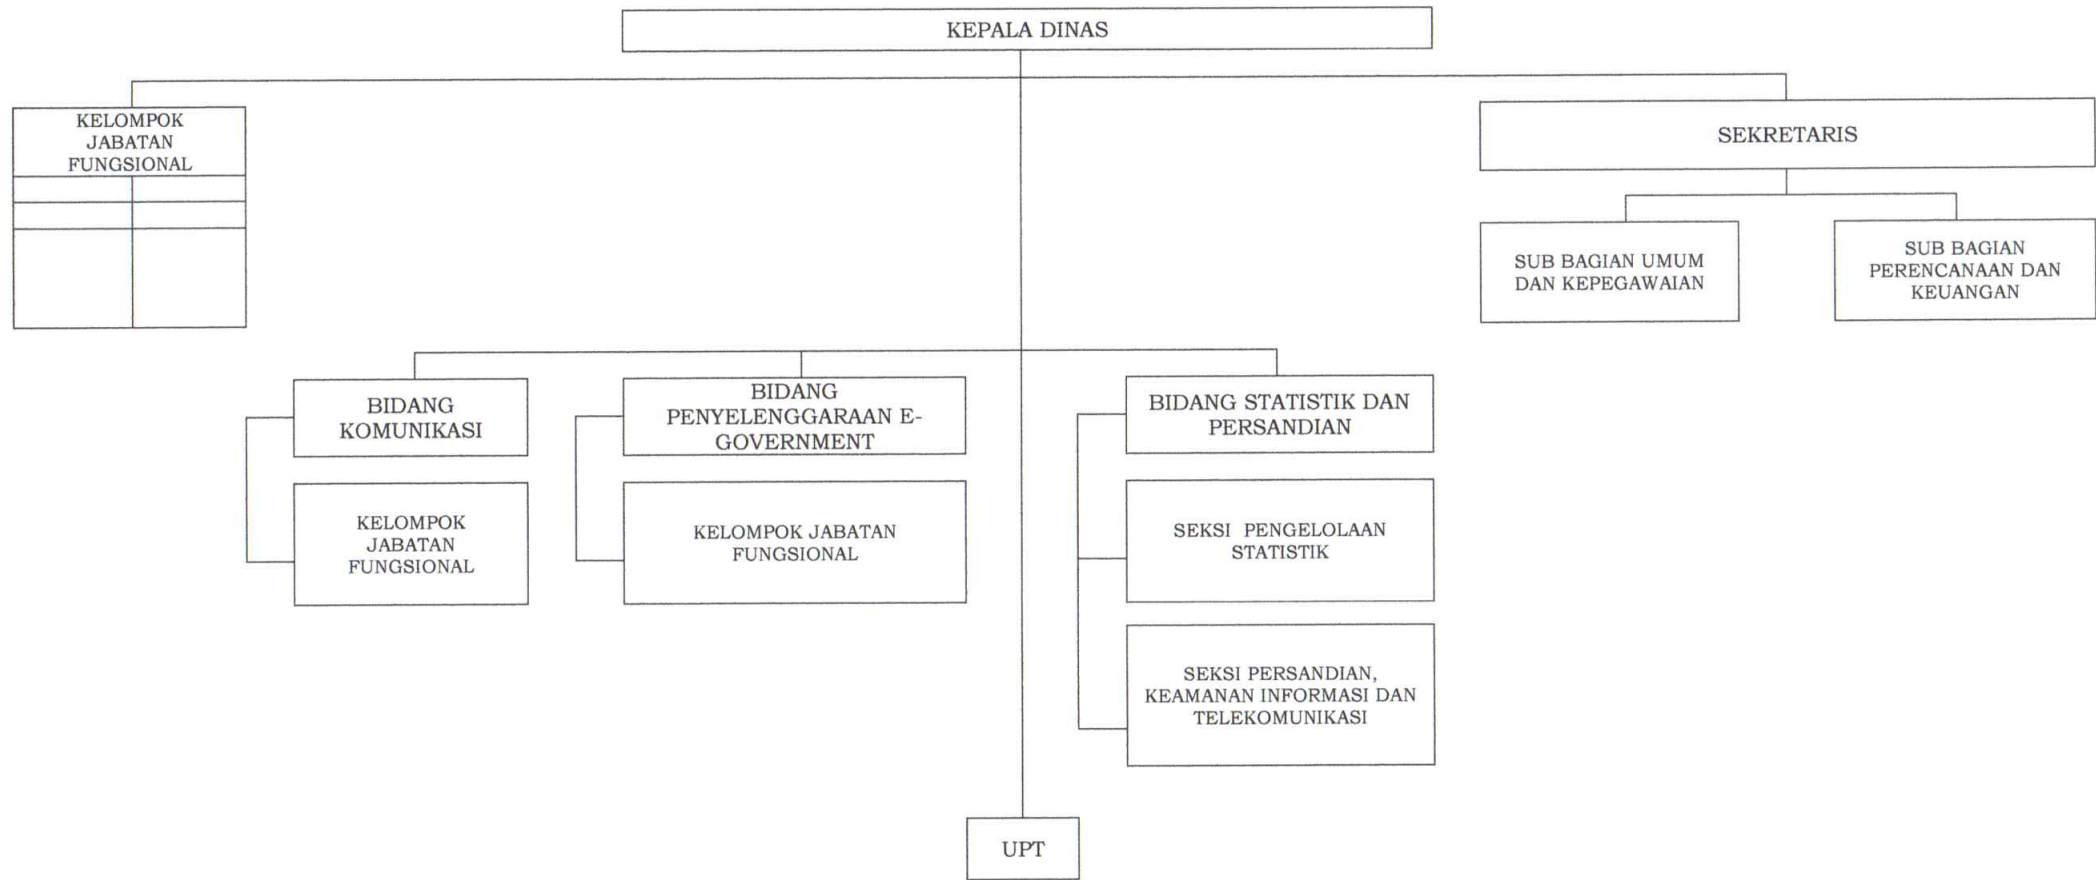 KEPALA DINAS
KELOMPOK
JABATAN
FUNGSIONAL
SEKRETARIS
SUB BAGIAN UMUM
DAN KEPEGAWAIAN
SUB BAGIAN
PERENCANAAN DAN
KEUANGAN
BIDANG
KOMUNIKASI
BIDANG
PENYELENGGARAAN E-
GOVERNMENT
BIDANG STATISTIK DAN
PERSANDIAN
KELOMPOK
JABATAN
FUNGSIONAL
KELOMPOK JABATAN
FUNGSIONAL
SEKSI PENGELOLAAN
STATISTIK
SEKSI PERSANDIAN,
KEAMANAN INFORMASI DAN
TELEKOMUNIKASI
UPT